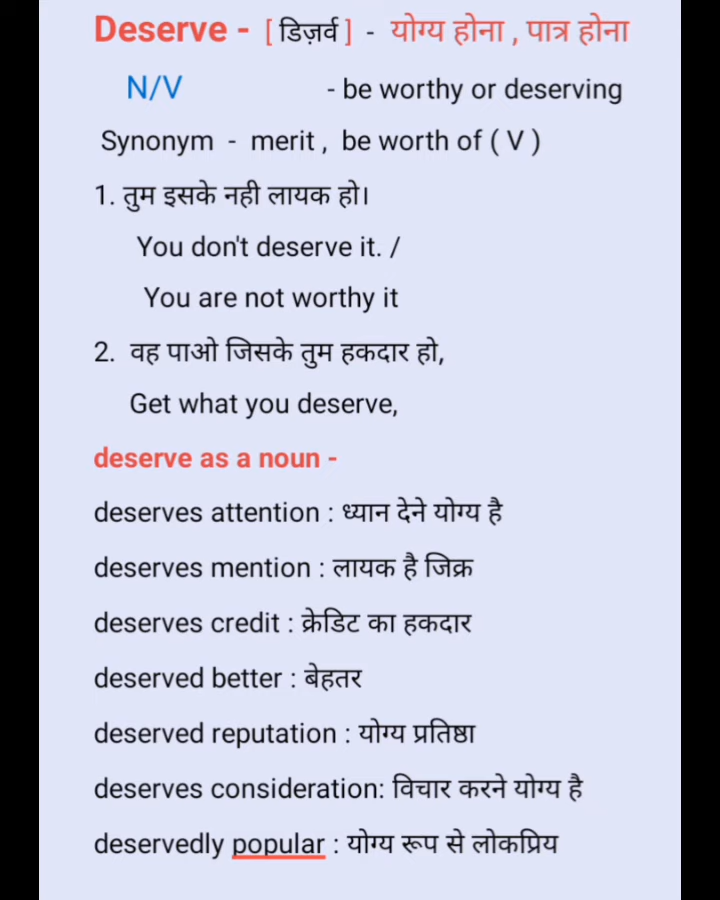 Deserve - [ डिज़र्व ] - योग्य होना , पात्र होना
N/V - be worthy or deserving
Synonym - merit , be worth of ( V )
1. तुम इसके नही लायक हो।
You don't deserve it. /
You are not worthy it
2. वह पाओ जिसके तुम हकदार हो,
Get what you deserve,
deserve as a noun -
deserves attention : ध्यान देने योग्य है
deserves mention : लायक है जिक्र
deserves credit : क्रेडिट का हकदार
deserved better : बेहतर
deserved reputation : योग्य प्रतिष्ठा
deserves consideration: विचार करने योग्य है
deservedly popular : योग्य रूप से लोकप्रिय